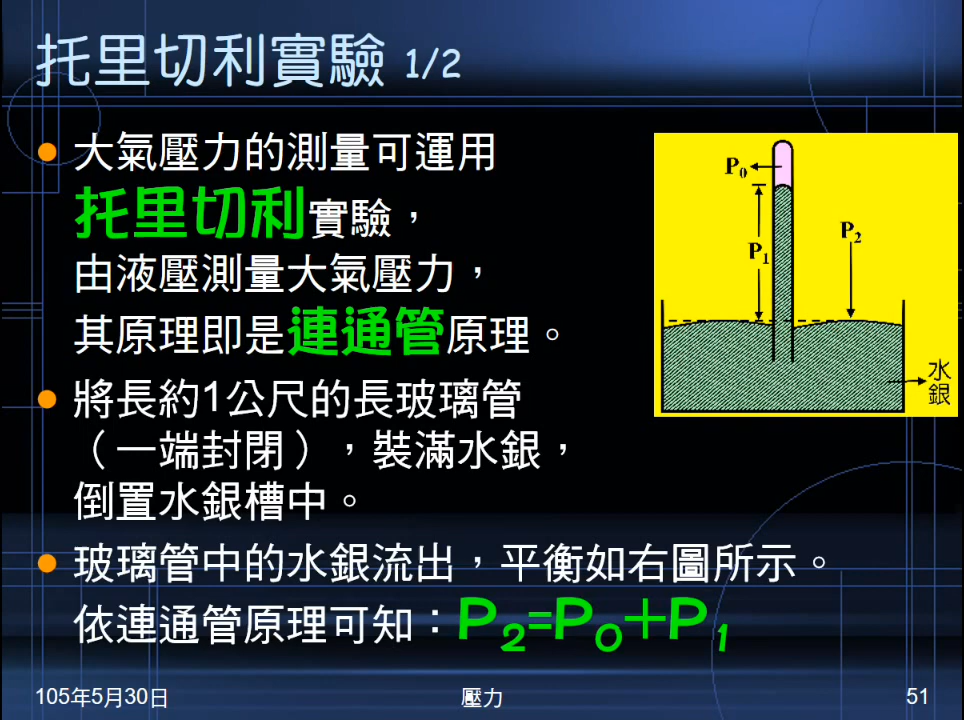 托里切利實驗 1/2
大氣壓力的測量可運用
托里切利實驗，
由液壓測量大氣壓力，
其原理即是連通管原理。
將長約1公尺的長玻璃管
（一端封閉），裝滿水銀，
倒置水銀槽中。
玻璃管中的水銀流出，平衡如右圖所示。
依連通管原理可知：P₂=P₀+P₁
P₀
P₁
P₂
水
銀
105年5月30日
壓力
51